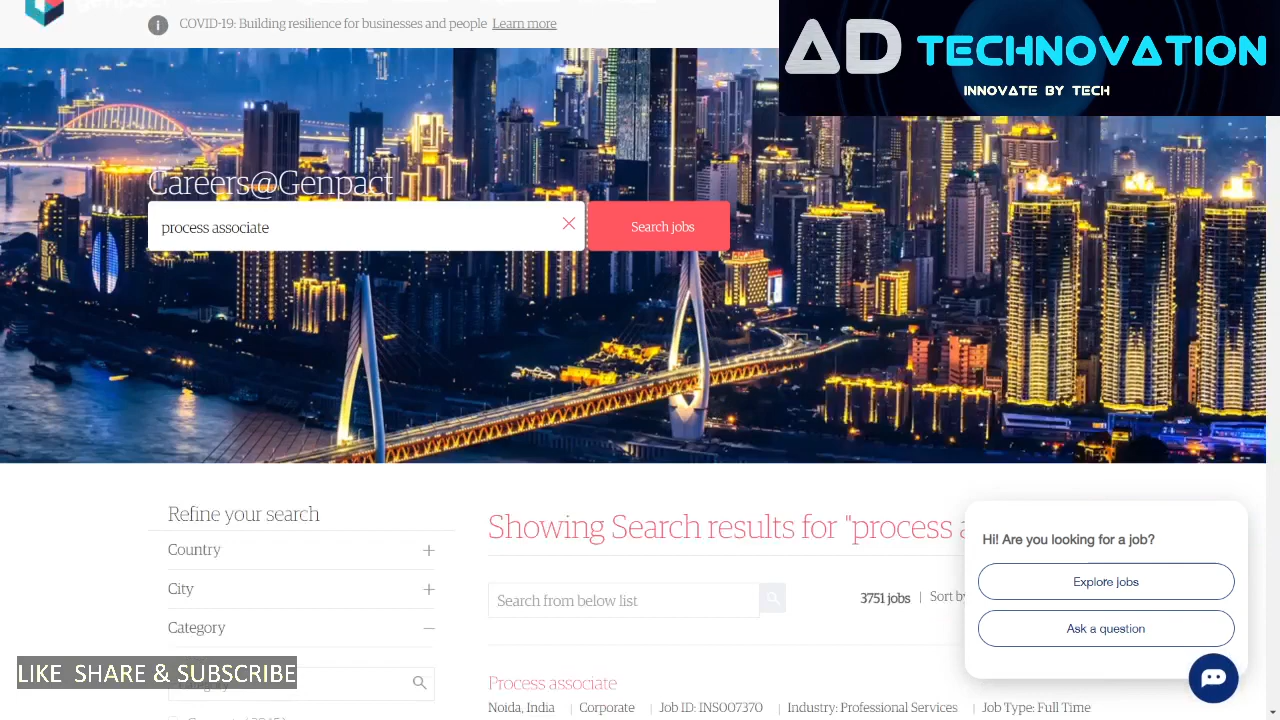 COVID-19: Building resilience for businesses and people Learn more
AD TECHNOVATION
INNOVATE BY TECH
Careers@Genpact
process associate
Search jobs
Refine your search
Country
City
Category
LIKE SHARE & SUBSCRIBE
Showing Search results for "process a
Search from below list
3751 jobs | Sort by
Process associate
Noida, India | Corporate | Job ID: INS007370 | Industry: Professional Services | Job Type: Full Time
Hi! Are you looking for a job?
Explore jobs
Ask a question